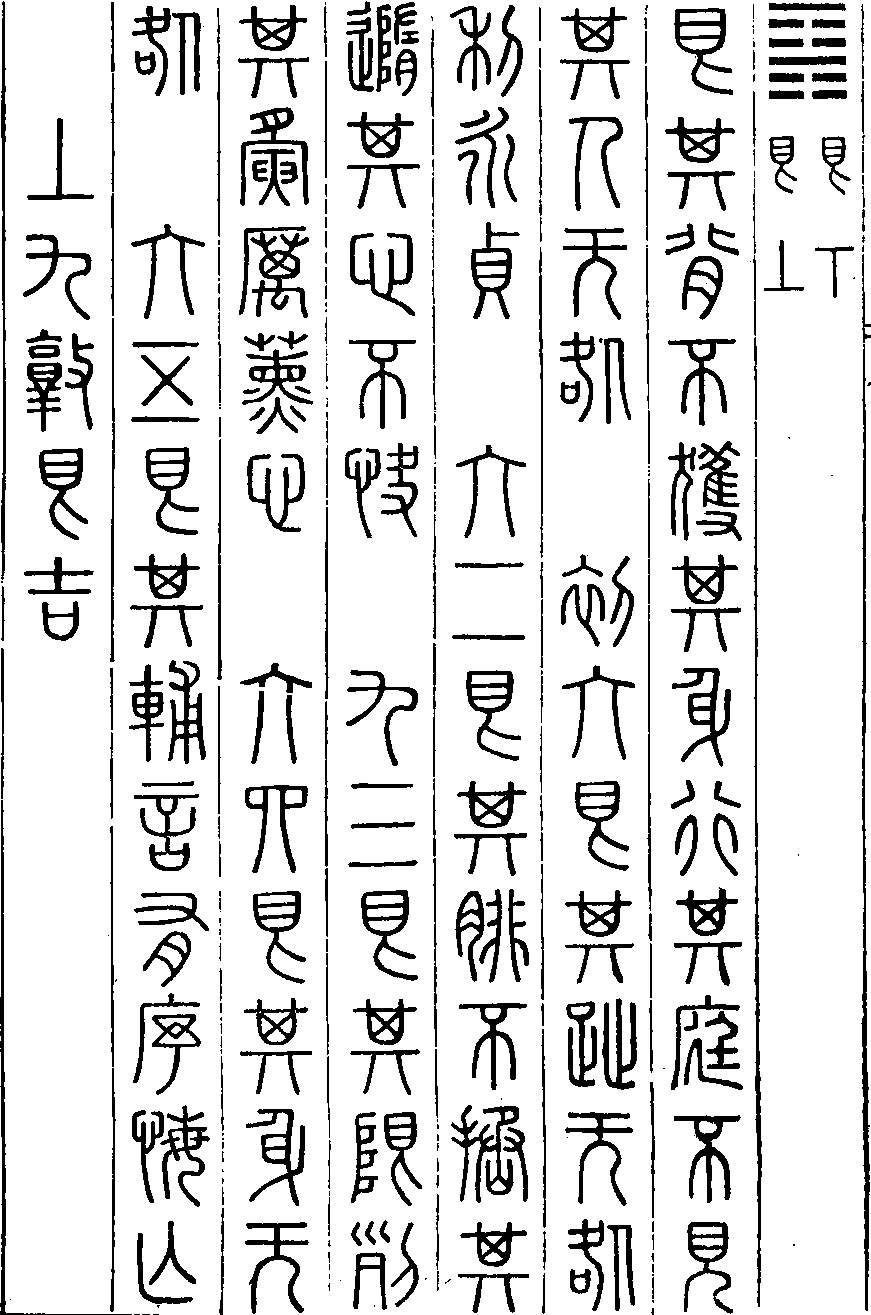 ䷳ 艮下
艮上
艮其背不獲其身行其庭不見
其人无咎 初六艮其趾无咎
利永貞 六二艮其腓不拯其
隨其心不快 九三艮其限列
其夤厲薰心 六四艮其身无
咎 六五艮其輔言有序悔亡
上九敦艮吉